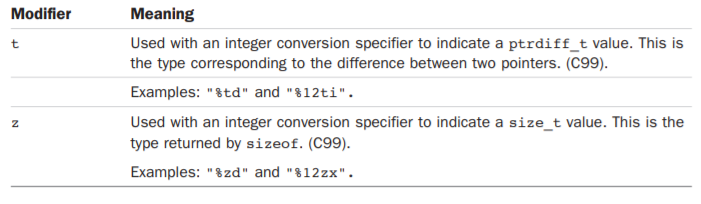 Modifier Meaning
t Used with an integer conversion specifier to indicate a ptrdiff_t value. This is
the type corresponding to the difference between two pointers. (C99).
Examples: "%td" and "%12ti".
z Used with an integer conversion specifier to indicate a size_t value. This is the
type returned by sizeof. (C99).
Examples: "%zd" and "%12zx".